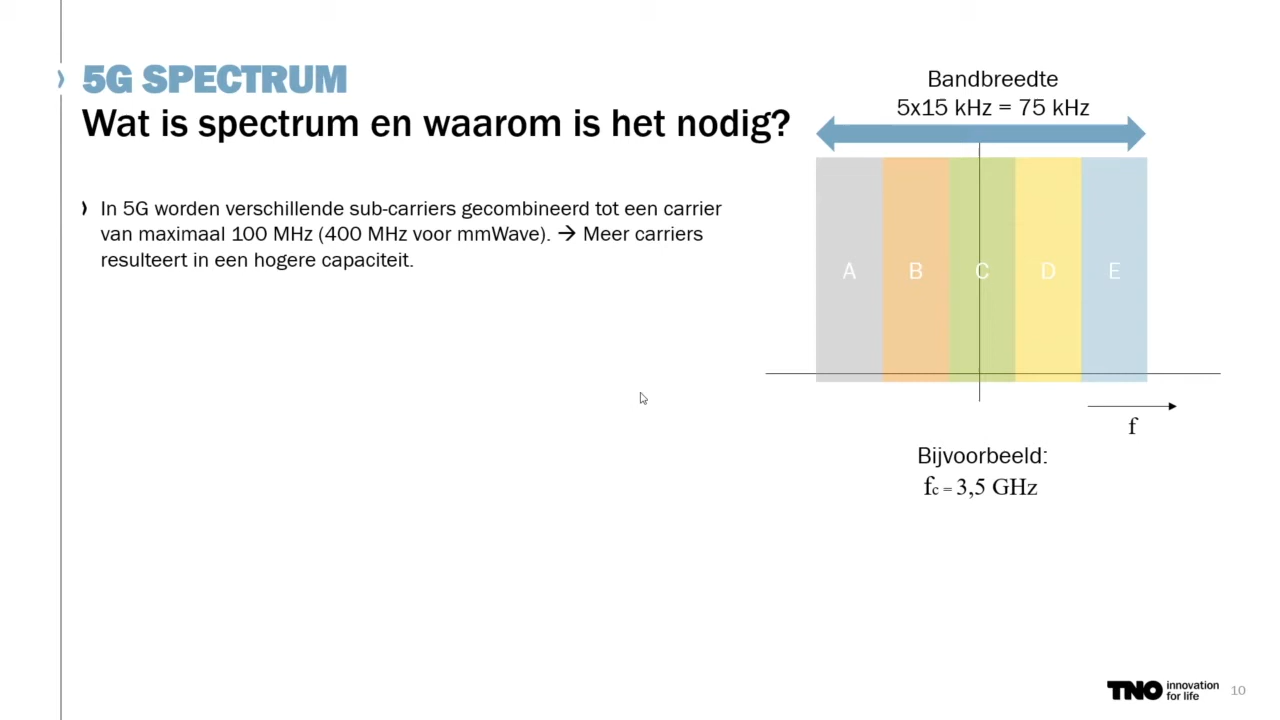 5G SPECTRUM
Wat is spectrum en waarom is het nodig?
In 5G worden verschillende sub-carriers gecombineerd tot een carrier
van maximaal 100 MHz (400 MHz voor mmWave). → Meer carriers
resulteert in een hogere capaciteit.
Bandbreedte
5x15 kHz = 75 kHz
A B C D E
f
Bijvoorbeeld:
fc = 3,5 GHz
TNO innovation
for life
10